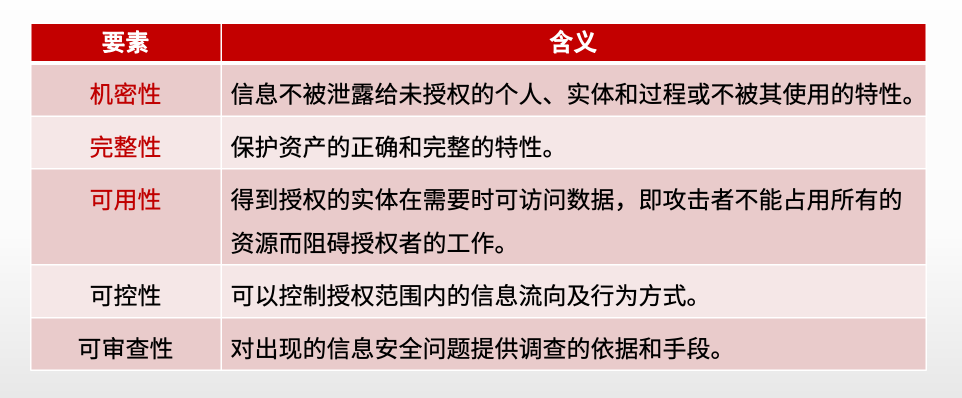 要素 含义
机密性 信息不被泄露给未授权的个人、实体和过程或不被其使用的特性。
完整性 保护资产的正确和完整的特性。
可用性 得到授权的实体在需要时可访问数据，即攻击者不能占用所有的
资源而阻碍授权者的工作。
可控性 可以控制授权范围内的信息流向及行为方式。
可审查性 对出现的信息安全问题提供调查的依据和手段。